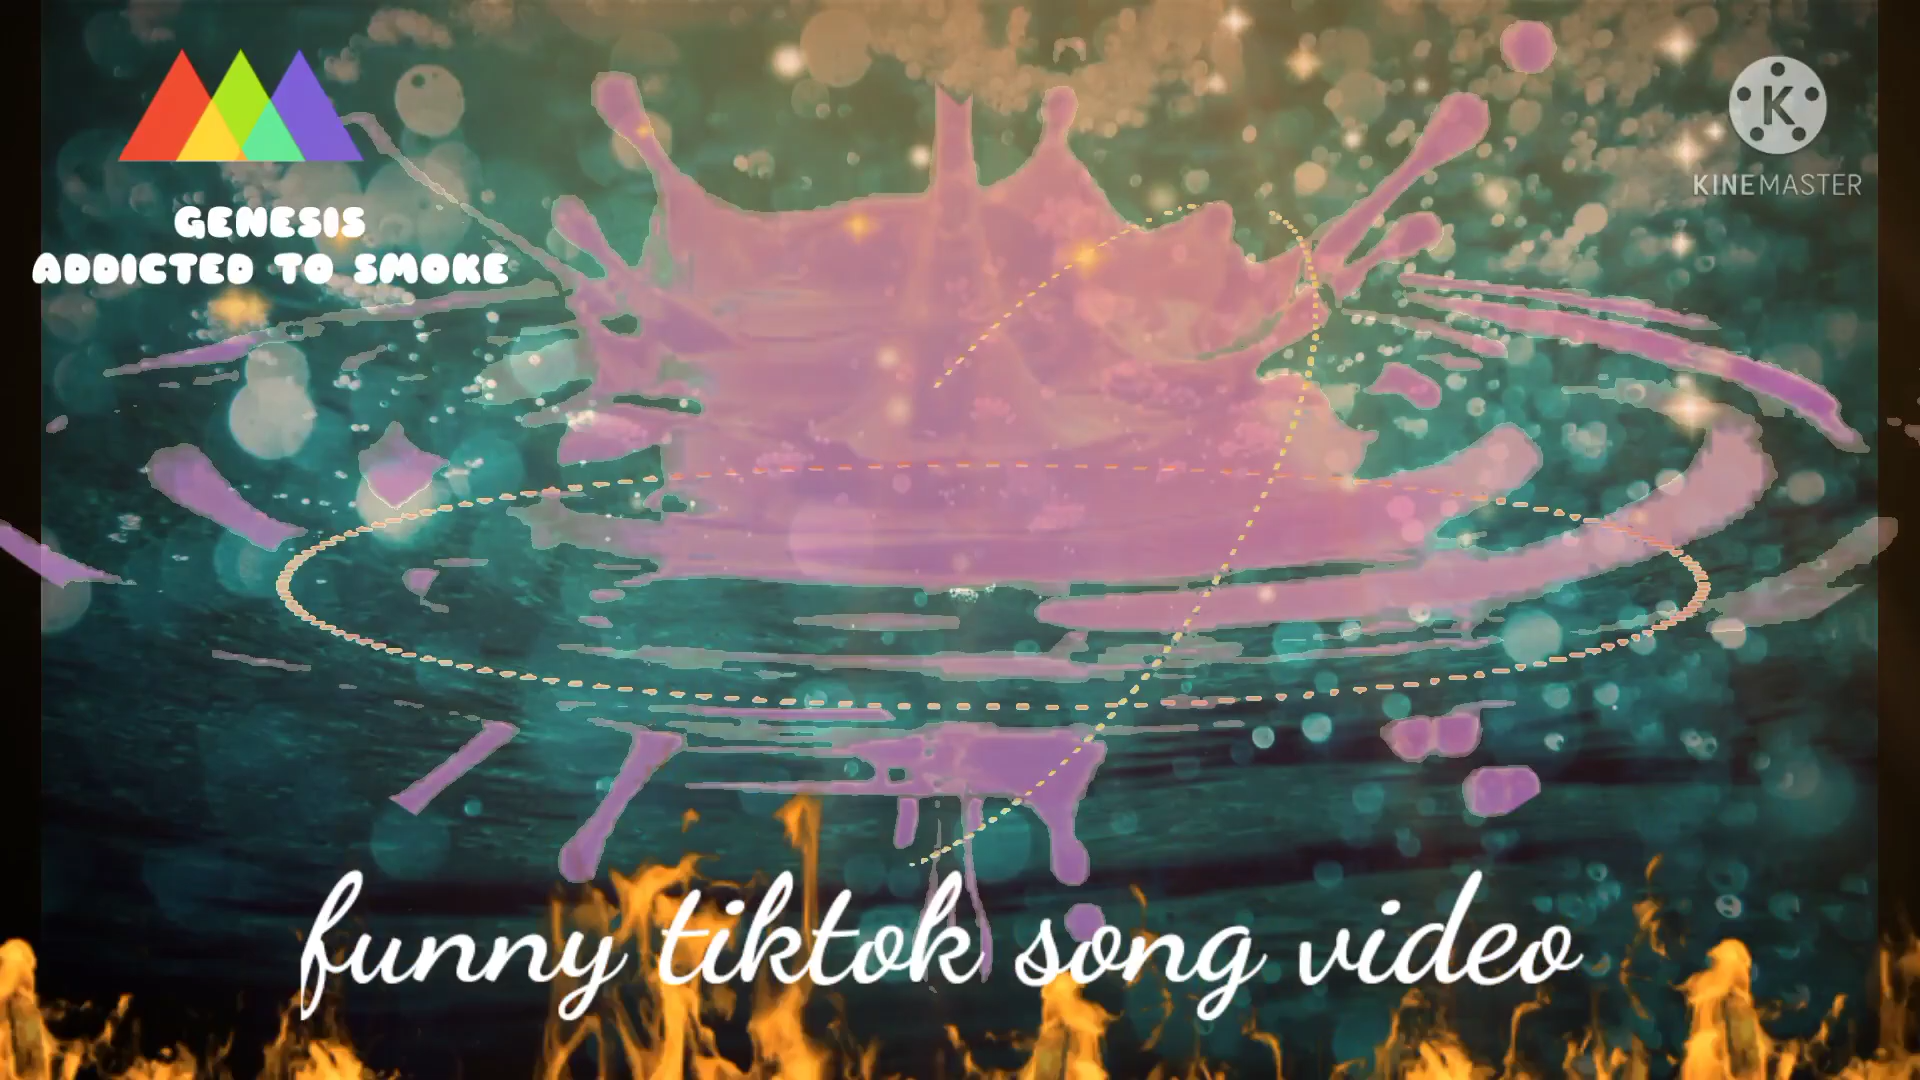 GENESIS
ADDICTED TO SMOKE
K
KINEMASTER
funny tiktok song video